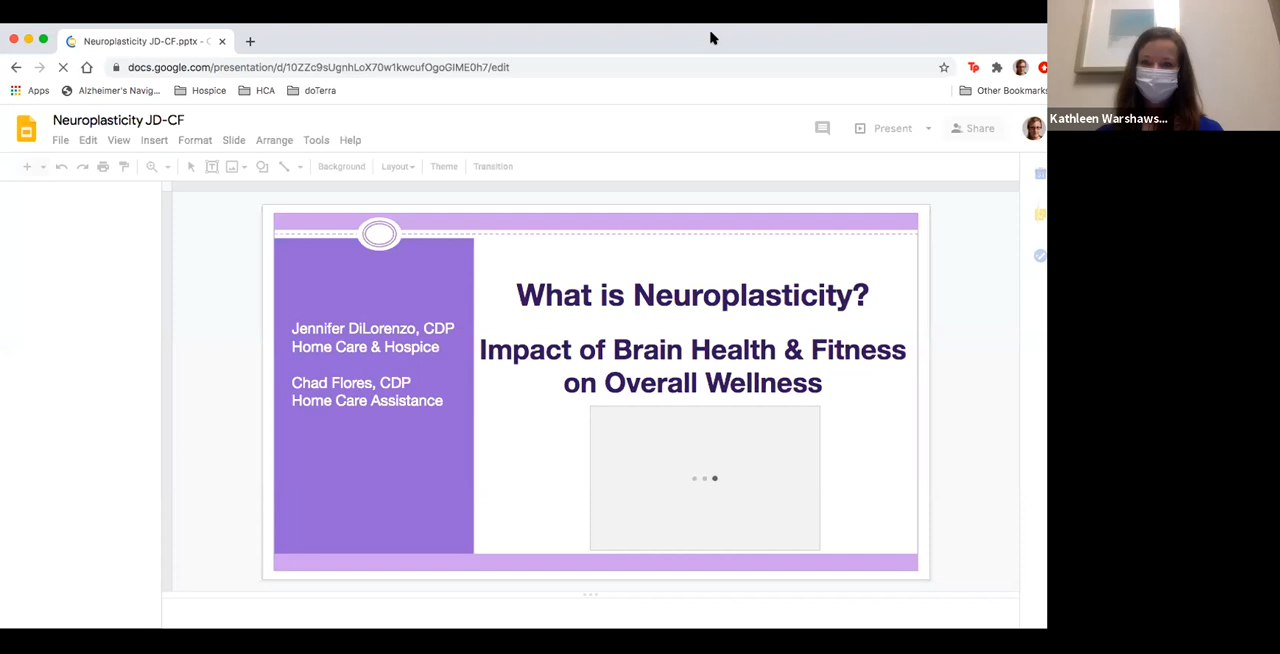 Neuroplasticity JD-CF.pptx - G
docs.google.com/presentation/d/10ZZc9sUgnhLoX70w1kwcufOgoGIME0h7/edit
Apps Alzheimer's Navig... Hospice HCA doTerra Other Bookmarks
Neuroplasticity JD-CF
File Edit View Insert Format Slide Arrange Tools Help
Present Share
Background Layout Theme Transition
Kathleen Warshaws...
Jennifer DiLorenzo, CDP
Home Care & Hospice
Chad Flores, CDP
Home Care Assistance
What is Neuroplasticity?
Impact of Brain Health & Fitness
on Overall Wellness